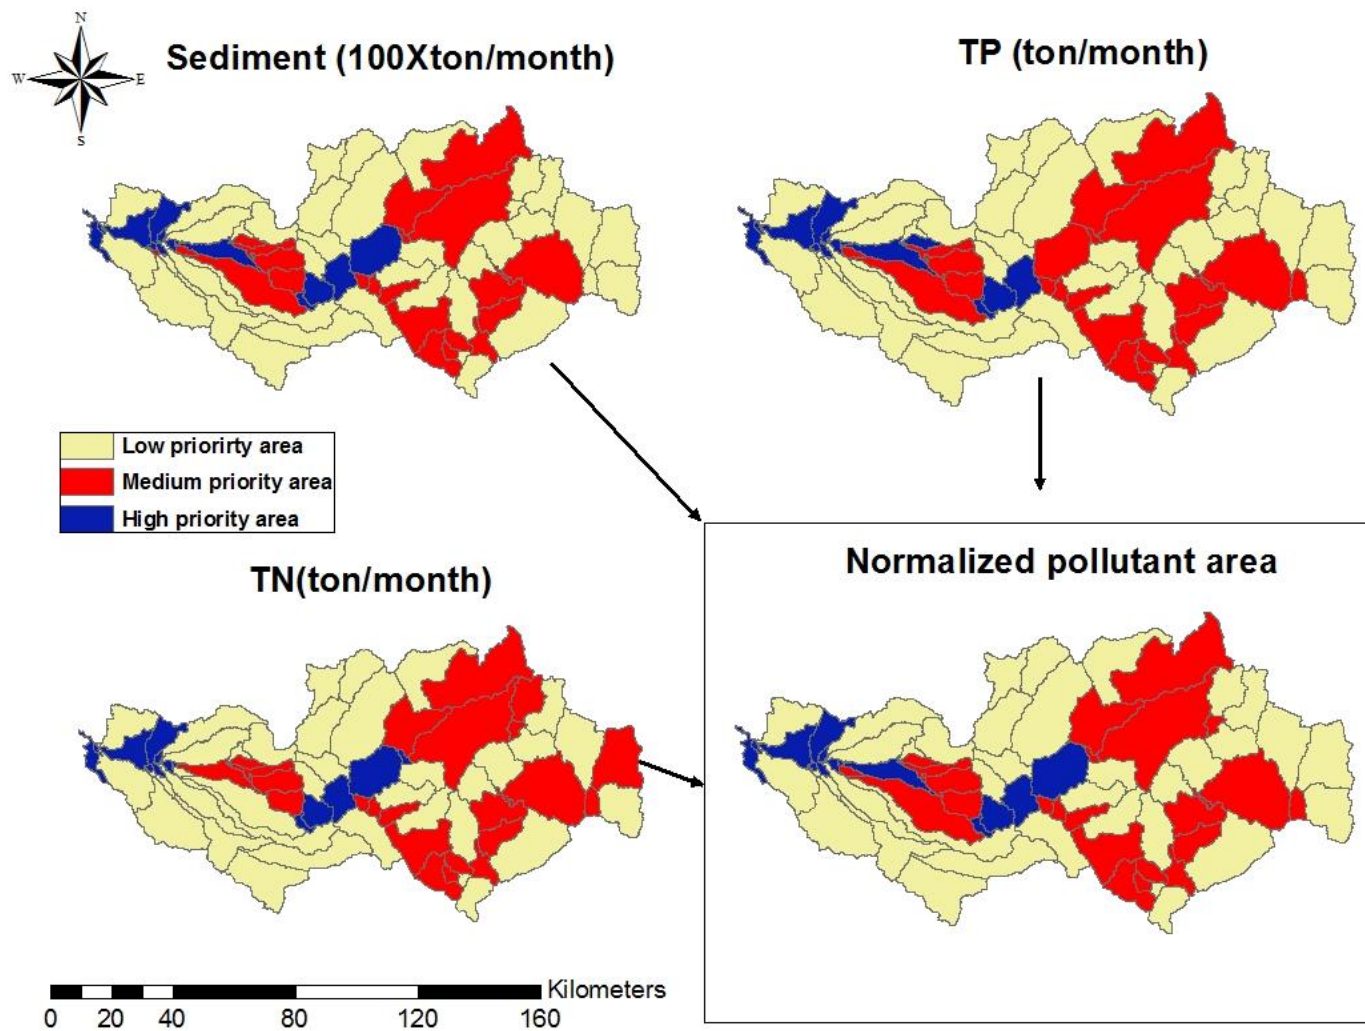 N
W E
S
Sediment (100Xton/month)
TP (ton/month)
Low priorirty area
Medium priority area
High priority area
TN(ton/month)
Normalized pollutant area
Kilometers
0 20 40 80 120 160